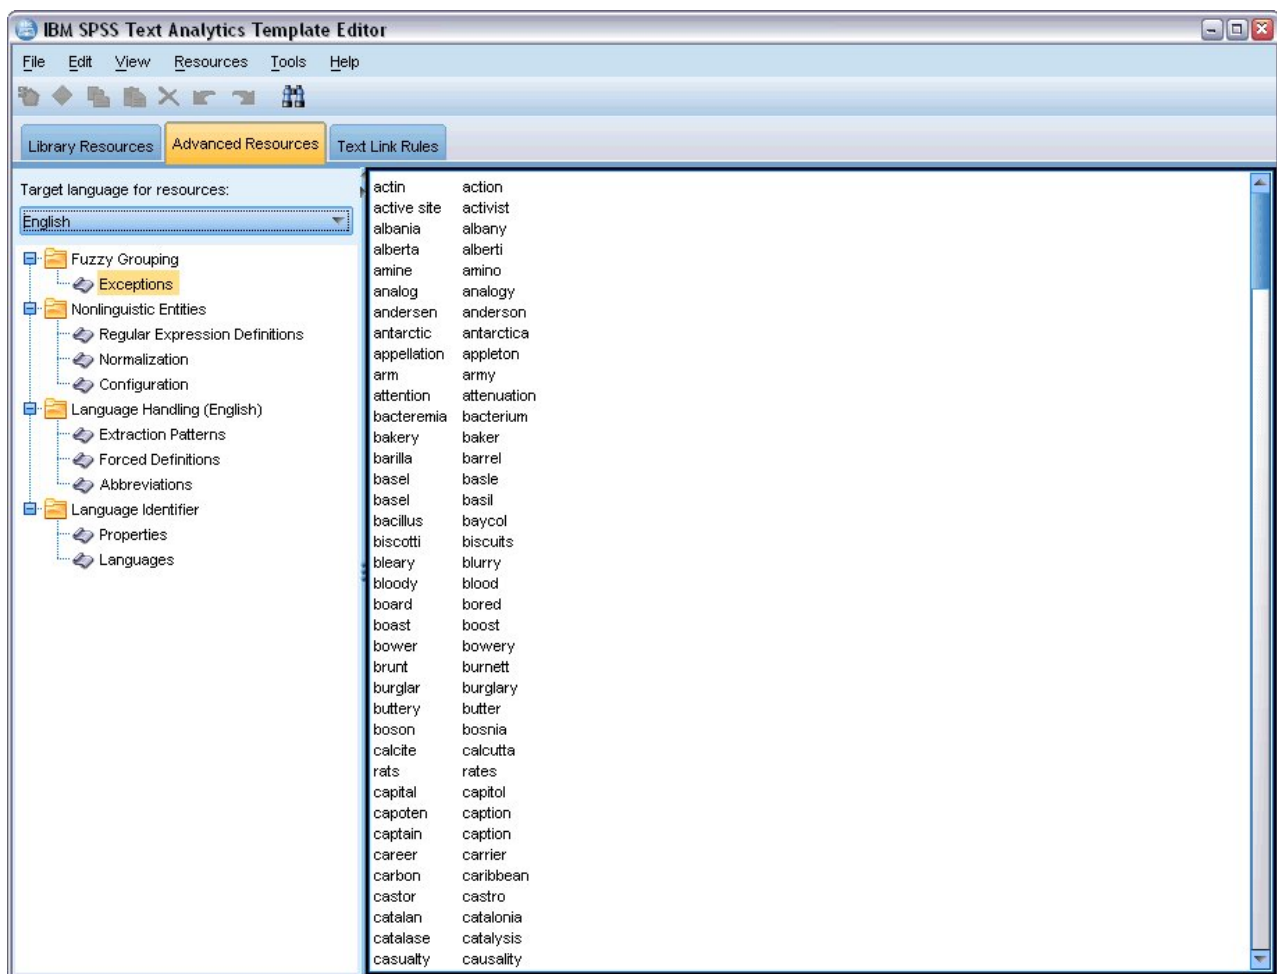 IBM SPSS Text Analytics Template Editor
File Edit View Resources Tools Help
Library Resources Advanced Resources Text Link Rules
Target language for resources:
English
Fuzzy Grouping
Exceptions
Nonlinguistic Entities
Regular Expression Definitions
Normalization
Configuration
Language Handling (English)
Extraction Patterns
Forced Definitions
Abbreviations
Language Identifier
Properties
Languages
actin action
active site activist
albania albany
alberta alberti
amine amino
analog analogy
andersen anderson
antarctic antarctica
appellation appleton
arm army
attention attenuation
bacteremia bacterium
bakery baker
barilla barrel
basel basle
basel basil
bacillus baycol
biscotti biscuits
bleary blurry
bloody blood
board bored
boast boost
bower bowery
brunt burnett
burglar burglary
buttery butter
boson bosnia
calcite calcutta
rats rates
capital capitol
capoten caption
captain caption
career carrier
carbon caribbean
castor castro
catalan catalonia
catalase catalysis
casualty causality